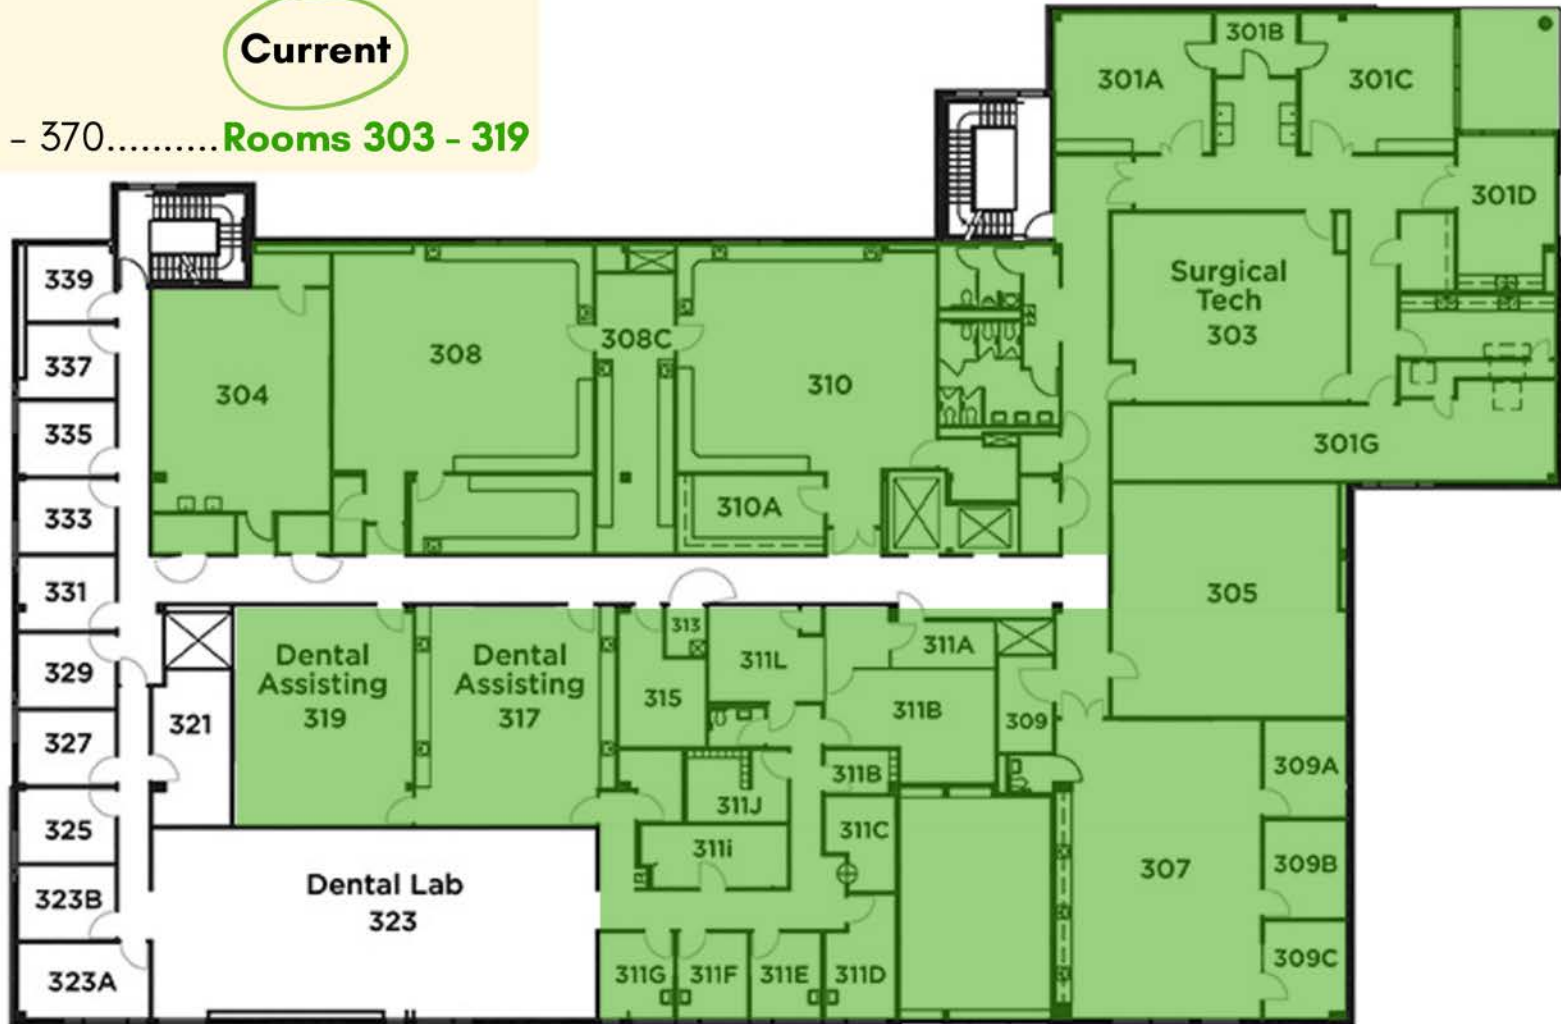 Current
- 370..........Rooms 303 - 319
301A
301B
301C
301D
Surgical
Tech
303
301G
339
337
335
333
331
329
327
325
323B
323A
304
308
308C
310
310A
305
Dental
Assisting
319
Dental
Assisting
317
313
315
311L
311A
311B
309
321
311B
311J
311C
311i
309A
307
309B
309C
Dental Lab
323
311G
311F
311E
311D